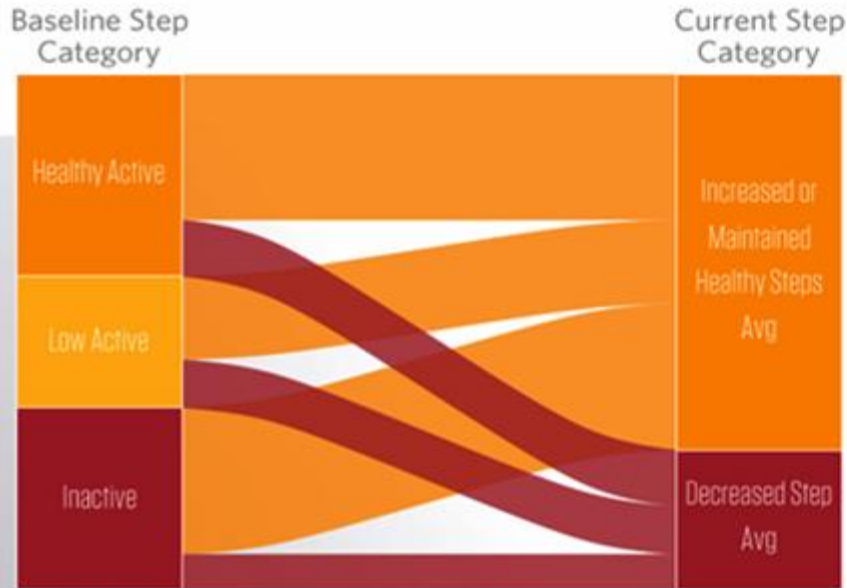 Baseline Step
Category
Current Step
Category
Healthy Active
Low Active
Inactive
Increased or
Maintained
Healthy Steps
Avg
Decreased Step
Avg